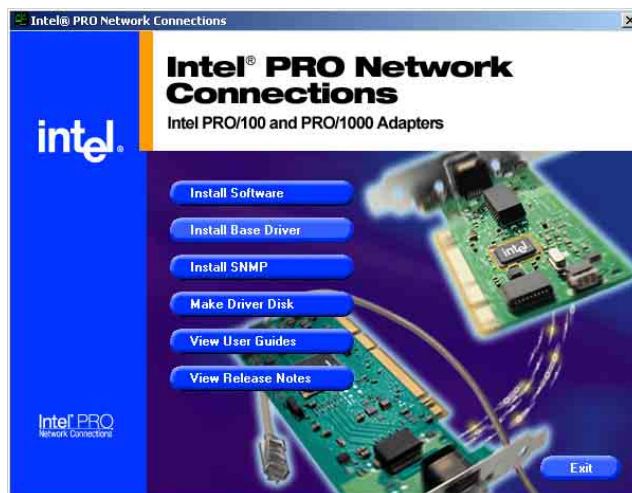 Intel® PRO Network Connections
Intel® PRO Network
Connections
Intel PRO/100 and PRO/1000 Adapters
intel.
Install Software
Install Base Driver
Install SNMP
Make Driver Disk
View User Guides
View Release Notes
intel
Intel® PRO
Network Connections
Exit